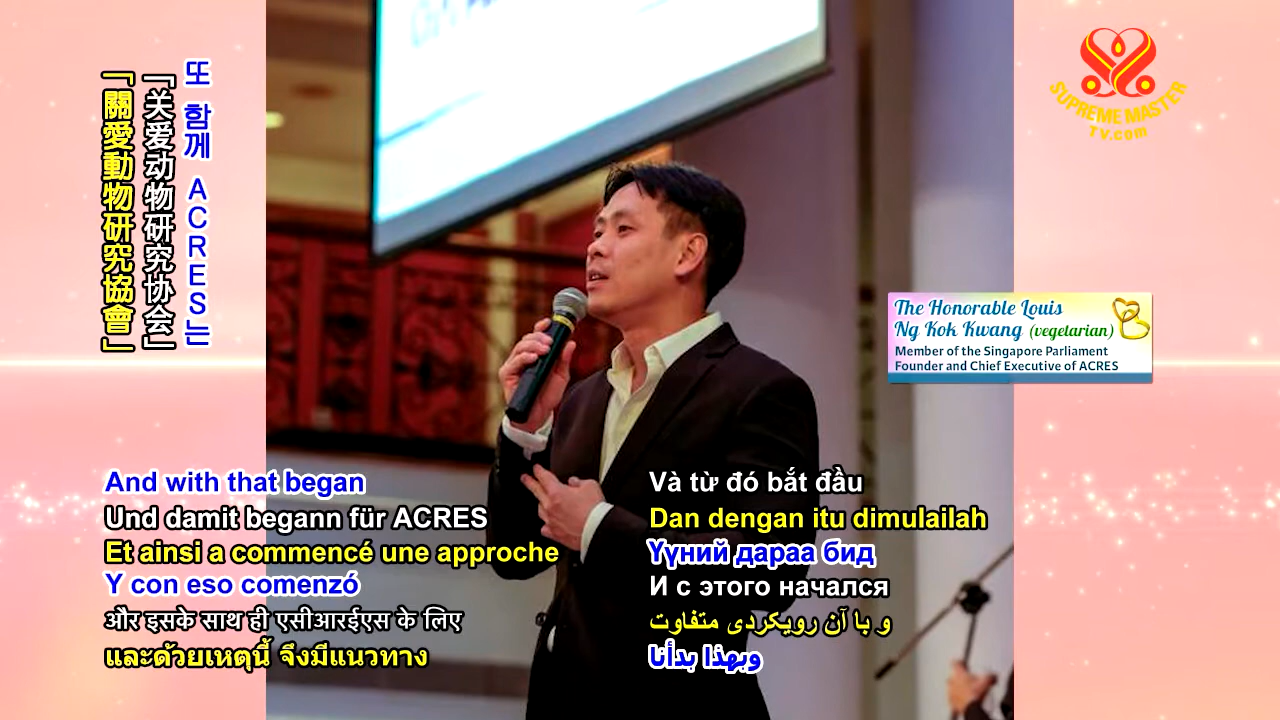 또 함께 ACRES는
「关爱动物研究协会」
「關愛動物研究協會」
SUPREME MASTER
TV.com
The Honorable Louis
Ng Kok Kwang (vegetarian)
Member of the Singapore Parliament
Founder and Chief Executive of ACRES
And with that began
Und damit begann für ACRES
Et ainsi a commencé une approche
Y con eso comenzó
और इसके साथ ही एसीआरईएस के लिए
และด้วยเหตุนี้ จึงมีแนวทาง
Và từ đó bắt đầu
Dan dengan itu dimulailah
Үүний дараа бид
И с этого начался
و با آن رویکردی متفاوت
وبهذا بدأنا